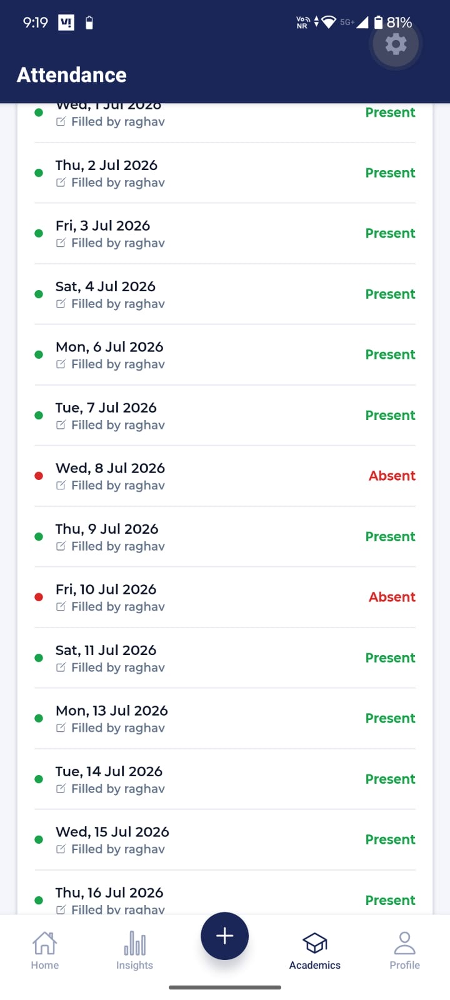 9:19
Vo
NR
5G+
81%
Attendance
Wed, 1 Jul 2026
Filled by raghav
Present
Thu, 2 Jul 2026
Filled by raghav
Present
Fri, 3 Jul 2026
Filled by raghav
Present
Sat, 4 Jul 2026
Filled by raghav
Present
Mon, 6 Jul 2026
Filled by raghav
Present
Tue, 7 Jul 2026
Filled by raghav
Present
Wed, 8 Jul 2026
Filled by raghav
Absent
Thu, 9 Jul 2026
Filled by raghav
Present
Fri, 10 Jul 2026
Filled by raghav
Absent
Sat, 11 Jul 2026
Filled by raghav
Present
Mon, 13 Jul 2026
Filled by raghav
Present
Tue, 14 Jul 2026
Filled by raghav
Present
Wed, 15 Jul 2026
Filled by raghav
Present
Thu, 16 Jul 2026
Filled by raghav
Present
Home
Insights
Academics
Profile